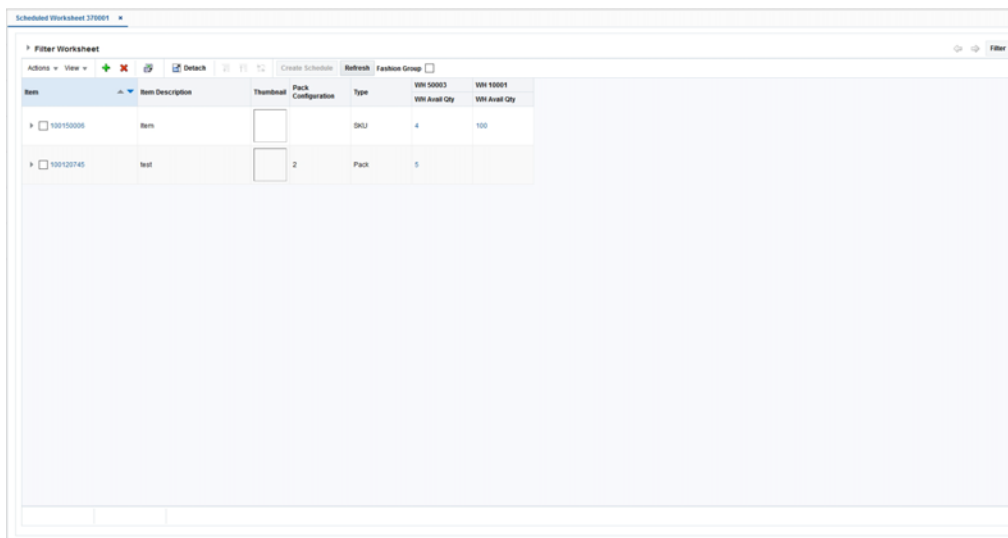 Scheduled Worksheet 370001 ×
Filter Worksheet
Filter
Actions View Detach Create Schedule Refresh Fashion Group
Item Item Description Thumbnail Pack Configuration Type WH 50003 WH 10001
WH Avail Qty WH Avail Qty
100150006 Item SKU 4 100
100120745 test 2 Pack 5